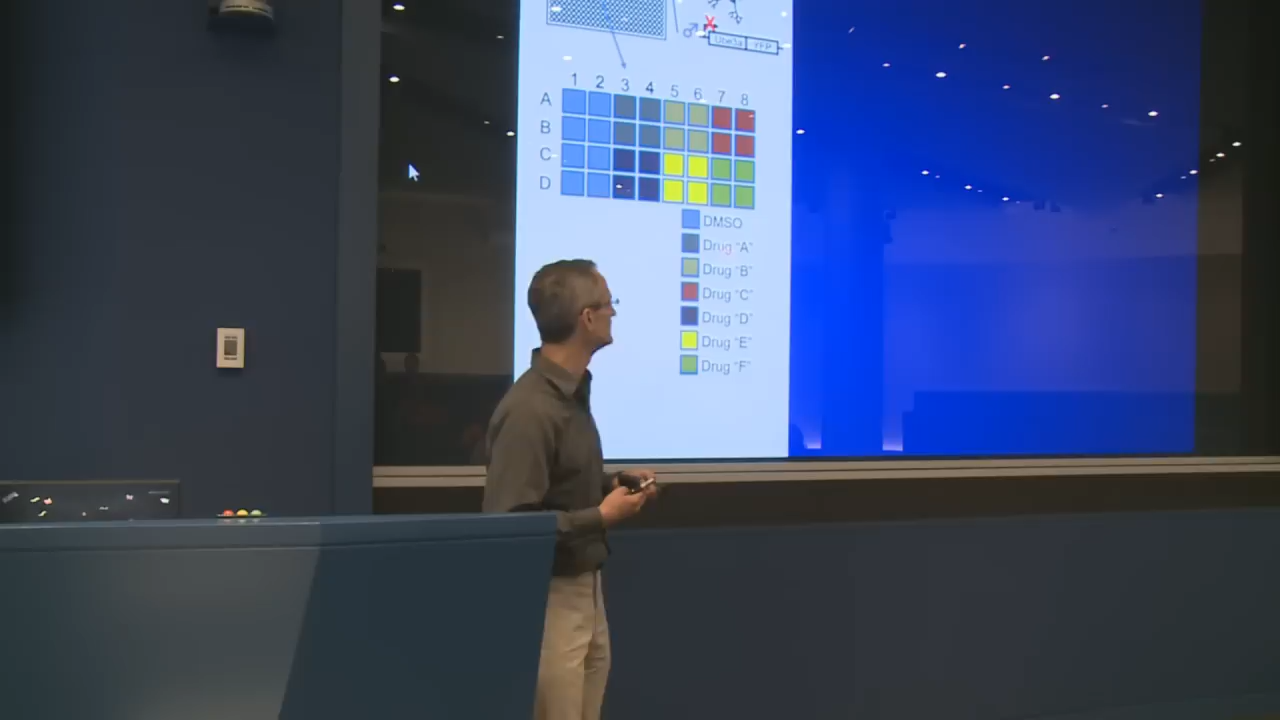 ♂ Ube3a YFP
1 2 3 4 5 6 7 8
A
B
C
D
DMSO
Drug "A"
Drug "B"
Drug "C"
Drug "D"
Drug "E"
Drug "F"